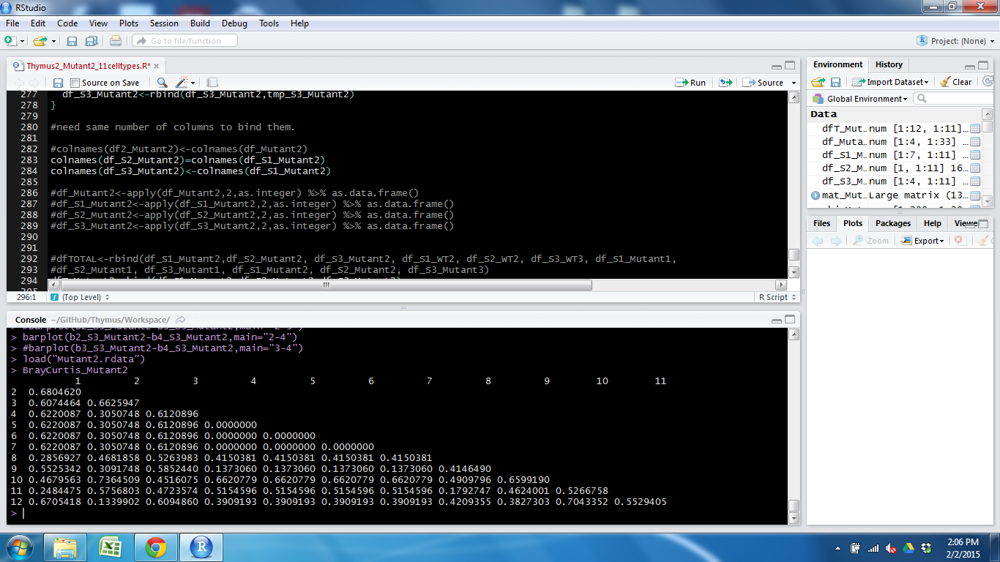 RStudio
File Edit Code View Plots Session Build Debug Tools Help
Go to file/function
Project: (None)
Thymus2_Mutant2_11celltypes.R*
Source on Save
Run
Source
277 df_S3_Mutant2<-rbind(df_S3_Mutant2,tmp_S3_Mutant2)
278 }
279
280 #need same number of columns to bind them.
281
282 #colnames(df2_Mutant2)<-colnames(df_Mutant2)
283 colnames(df_S2_Mutant2)=colnames(df_S1_Mutant2)
284 colnames(df_S3_Mutant2)<-colnames(df_S1_Mutant2)
285
286 #df_Mutant2<-apply(df_Mutant2,2,as.integer) %>% as.data.frame()
287 #df_S1_Mutant2<-apply(df_S1_Mutant2,2,as.integer) %>% as.data.frame()
288 #df_S2_Mutant2<-apply(df_S2_Mutant2,2,as.integer) %>% as.data.frame()
289 #df_S3_Mutant2<-apply(df_S3_Mutant2,2,as.integer) %>% as.data.frame()
290
291
292 #dfTOTAL<-rbind(df_S1_Mutant2,df_S2_Mutant2, df_S3_Mutant2, df_S1_WT2, df_S2_WT2, df_S3_WT3, df_S1_Mutant1,
293 #df_S2_Mutant1, df_S3_Mutant1, df_S1_Mutant2, df_S2_Mutant2, df_S3_Mutant3)
294
296:1 (Top Level) R Script
Console ~/GitHub/Thymus/Workspace/
> barplot(b2_S3_Mutant2-b4_S3_Mutant2,main="2-4")
> #barplot(b3_S3_Mutant2-b4_S3_Mutant2,main="3-4")
> load("Mutant2.rdata")
> BrayCurtis_Mutant2
1 2 3 4 5 6 7 8 9 10 11
2 0.6804620
3 0.6074464 0.6625947
4 0.6220087 0.3050748 0.6120896
5 0.6220087 0.3050748 0.6120896 0.0000000
6 0.6220087 0.3050748 0.6120896 0.0000000 0.0000000
7 0.6220087 0.3050748 0.6120896 0.0000000 0.0000000 0.0000000
8 0.2856927 0.4681858 0.5263983 0.4150381 0.4150381 0.4150381 0.4150381
9 0.5525342 0.3091748 0.5852440 0.1373060 0.1373060 0.1373060 0.1373060 0.4146490
10 0.4679563 0.7364509 0.4516075 0.6620779 0.6620779 0.6620779 0.6620779 0.4909796 0.6599190
11 0.2484475 0.5756803 0.4723574 0.5154596 0.5154596 0.5154596 0.5154596 0.1792747 0.4624001 0.5266758
12 0.6705418 0.1339902 0.6094860 0.3909193 0.3909193 0.3909193 0.3909193 0.4209355 0.3827303 0.7043352 0.5529405
>
Environment History
Import Dataset Clear
Global Environment
Data
dfT_Mut.. num [1:12, 1:11]...
df_Muta.. num [1:4, 1:33] ...
df_S1_M.. num [1:7, 1:11] ...
df_S2_M.. num [1, 1:11] 16...
df_S3_M.. num [1:4, 1:11] ...
mat_Mut.. Large matrix (13...
Files Plots Packages Help Viewe
Zoom Export
2:06 PM
2/2/2015